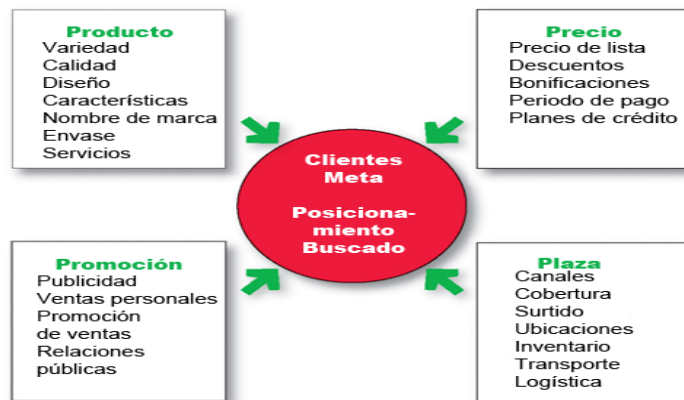 Producto
Variedad
Calidad
Diseño
Características
Nombre de marca
Envase
Servicios
Precio
Precio de lista
Descuentos
Bonificaciones
Periodo de pago
Planes de crédito
Clientes
Meta
Posiciona-
miento
Buscado
Promoción
Publicidad
Ventas personales
Promoción
de ventas
Relaciones
públicas
Plaza
Canales
Cobertura
Surtido
Ubicaciones
Inventario
Transporte
Logística